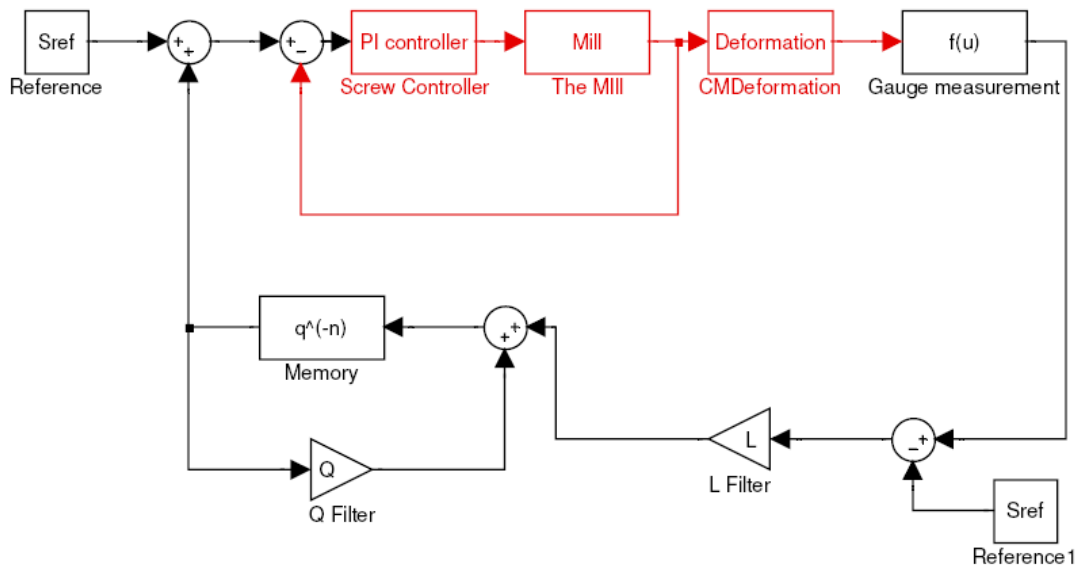 Sref
Reference
+
+
+
−
PI controller
Screw Controller
Mill
The MIll
Deformation
CMDeformation
f(u)
Gauge measurement
q^(-n)
Memory
+
+
Q
Q Filter
L
L Filter
+
−
Sref
Reference1